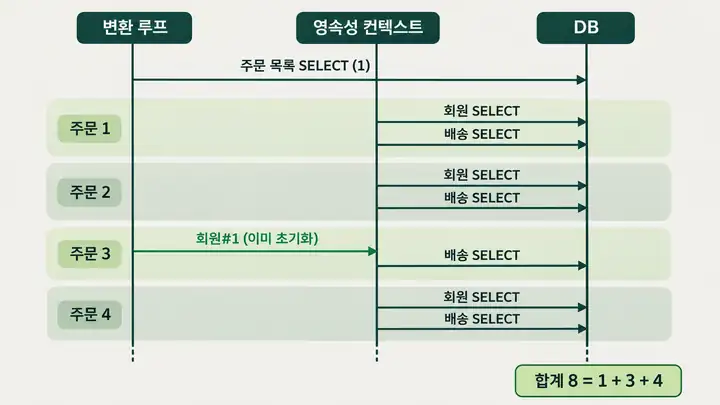 변환 루프
영속성 컨텍스트
DB
주문 목록 SELECT (1)
주문 1
회원 SELECT
배송 SELECT
주문 2
회원 SELECT
배송 SELECT
주문 3
회원#1 (이미 초기화)
배송 SELECT
주문 4
회원 SELECT
배송 SELECT
합계 8 = 1 + 3 + 4